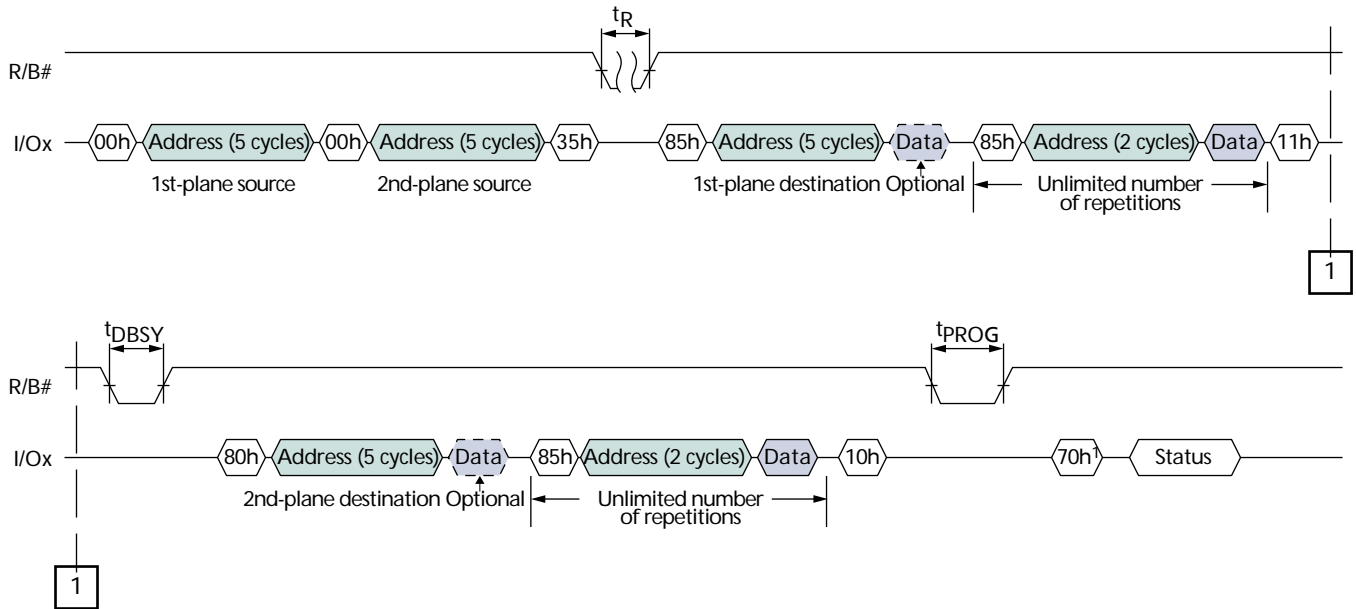 tR
R/B#
I/Ox 00h Address (5 cycles) 00h Address (5 cycles) 35h 85h Address (5 cycles) Data 85h Address (2 cycles) Data 11h
1st-plane source 2nd-plane source 1st-plane destination Optional Unlimited number
of repetitions
1
tDBSY tPROG
R/B#
I/Ox 80h Address (5 cycles) Data 85h Address (2 cycles) Data 10h 70h1 Status
2nd-plane destination Optional Unlimited number
of repetitions
1